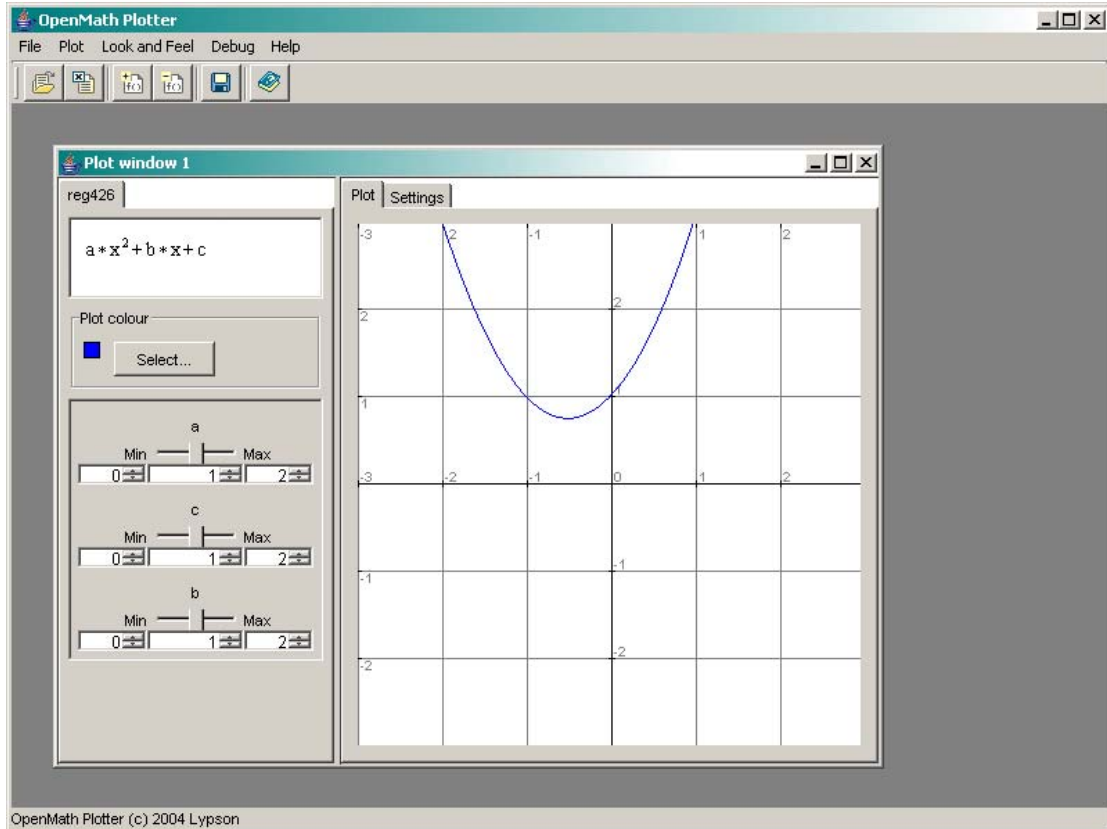 OpenMath Plotter
File Plot Look and Feel Debug Help
Plot window 1
reg426
Plot Settings
a*x²+b*x+c
Plot colour
Select...
a
Min Max
0 1 2
c
Min Max
0 1 2
b
Min Max
0 1 2
-3 2 -1 1 2
2 2
1 1
-3 -2 -1 0 1 2
-1 -1
-2 -2
OpenMath Plotter (c) 2004 Lypson